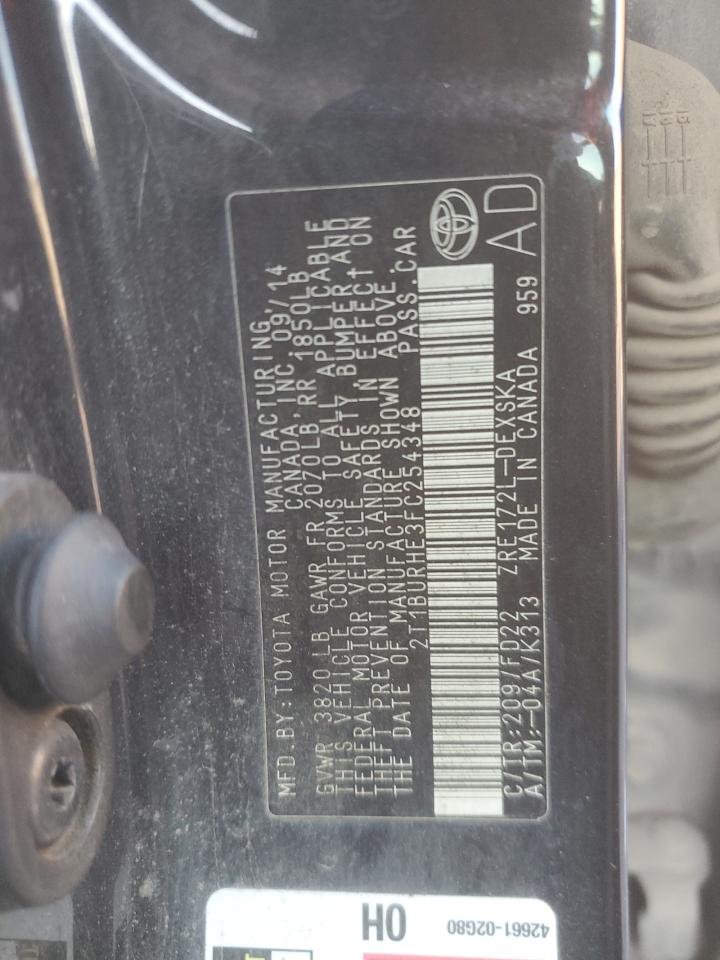 MFD.BY:TOYOTA MOTOR MANUFACTURING,
CANADA, INC. 09/14
GVWR 3820LB GAWR FR 2070LB RR 1850LB
THIS VEHICLE CONFORMS TO ALL APPLICABLE
FEDERAL MOTOR VEHICLE SAFETY, BUMPER, AND
THEFT PREVENTION STANDARDS IN EFFECT ON
THE DATE OF MANUFACTURE SHOWN ABOVE.
2T1BURHE3FC254348 PASS.CAR
C/TR:209/FD22 ZRE172L-DEXSKA
A/TM:-04A/K313 MADE IN CANADA 959
AD
0H
42661-02G80